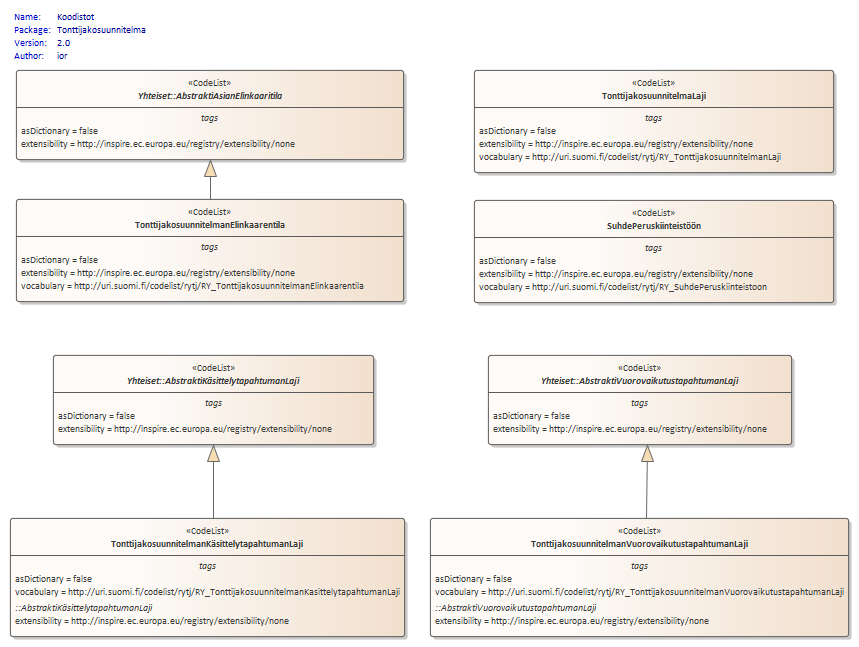 Name: Koodistot
Package: Tonttijakosuunnitelma
Version: 2.0
Author: ior
«CodeList»
Yhteiset::AbstraktiAsianElinkaaritila
tags
asDictionary = false
extensibility = http://inspire.ec.europa.eu/registry/extensibility/none
«CodeList»
TonttijakosuunnitelmaLaji
tags
asDictionary = false
extensibility = http://inspire.ec.europa.eu/registry/extensibility/none
vocabulary = http://uri.suomi.fi/codelist/rytj/RY_TonttijakosuunnitelmanLaji
«CodeList»
TonttijakosuunnitelmanElinkaarentila
tags
asDictionary = false
extensibility = http://inspire.ec.europa.eu/registry/extensibility/none
vocabulary = http://uri.suomi.fi/codelist/rytj/RY_TonttijakosuunnitelmanElinkaarentila
«CodeList»
SuhdePeruskiinteistöön
tags
asDictionary = false
extensibility = http://inspire.ec.europa.eu/registry/extensibility/none
vocabulary = http://uri.suomi.fi/codelist/rytj/RY_SuhdePeruskiinteistoon
«CodeList»
Yhteiset::AbstraktiKäsittelytapahtumanLaji
tags
asDictionary = false
extensibility = http://inspire.ec.europa.eu/registry/extensibility/none
«CodeList»
Yhteiset::AbstraktiVuorovaikutustapahtumanLaji
tags
asDictionary = false
extensibility = http://inspire.ec.europa.eu/registry/extensibility/none
«CodeList»
TonttijakosuunnitelmanKäsittelytapahtumanLaji
tags
asDictionary = false
vocabulary = http://uri.suomi.fi/codelist/rytj/RY_TonttijakosuunnitelmanKasittelytapahtumanLaji
::AbstraktiKäsittelytapahtumanLaji
extensibility = http://inspire.ec.europa.eu/registry/extensibility/none
«CodeList»
TonttijakosuunnitelmanVuorovaikutustapahtumanLaji
tags
asDictionary = false
vocabulary = http://uri.suomi.fi/codelist/rytj/RY_TonttijakosuunnitelmanVuorovaikutustapahtumanLaji
::AbstraktiVuorovaikutustapahtumanLaji
extensibility = http://inspire.ec.europa.eu/registry/extensibility/none